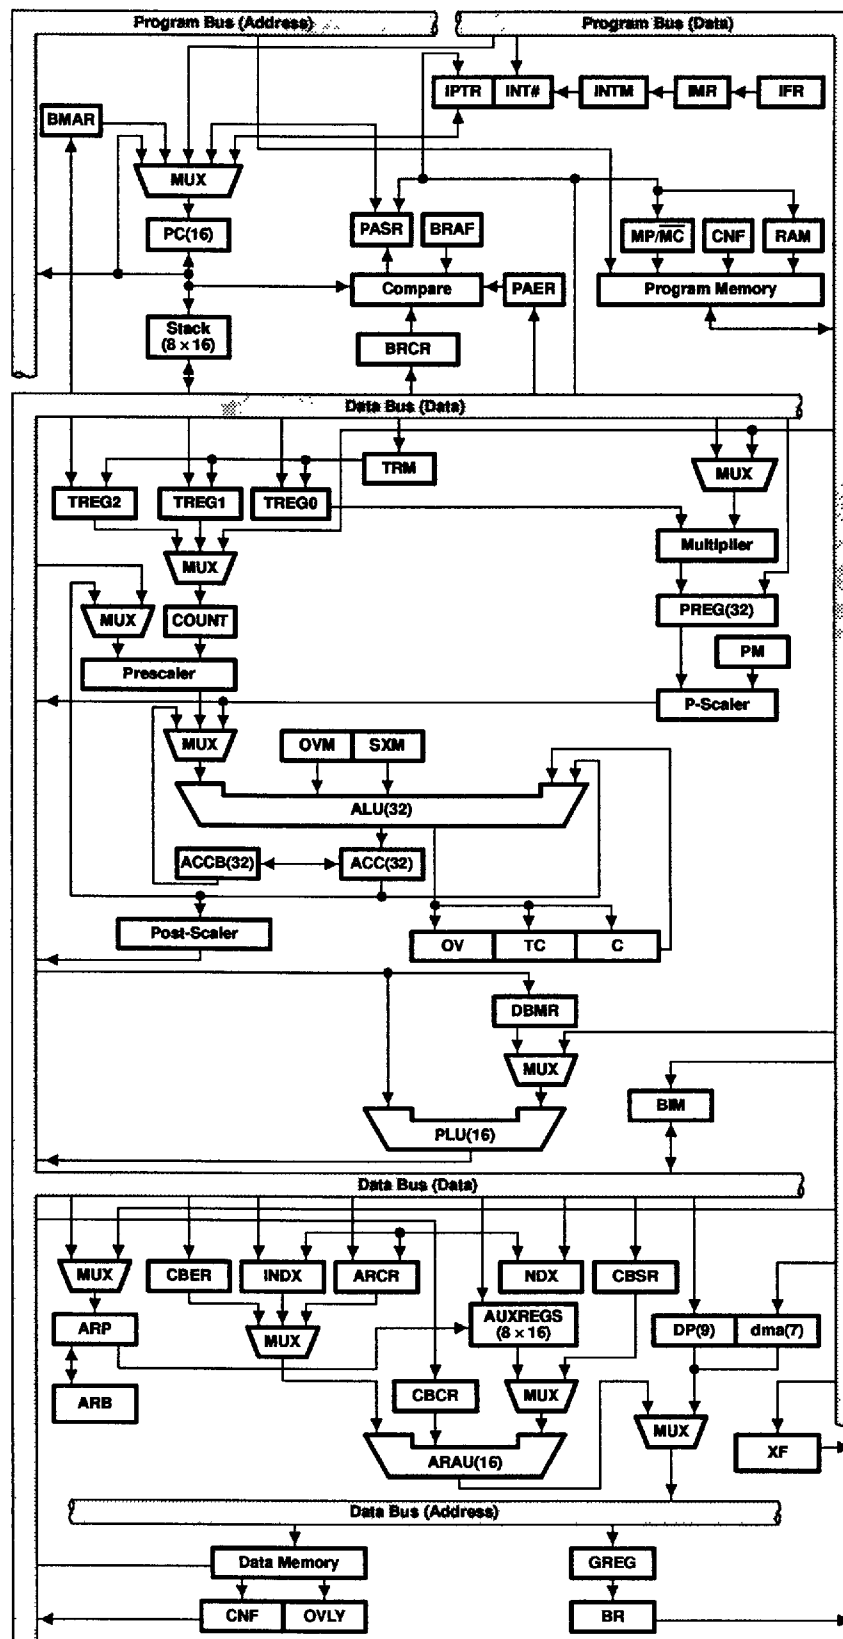 Program Bus (Address)
Program Bus (Data)
IPTR INT# INTM IMR IFR
BMAR
MUX
PC(16) PASR BRAF MP/MC CNF RAM
Compare PAER Program Memory
Stack
(8 × 16)
BRCR
Data Bus (Data)
TRM
MUX
TREG2 TREG1 TREG0
Multiplier
MUX
MUX COUNT PREG(32)
PM
Prescaler
P-Scaler
MUX OVM SXM
ALU(32)
ACCB(32) ACC(32)
Post-Scaler
OV TC C
DBMR
MUX
BIM
PLU(16)
Data Bus (Data)
MUX CBER INDX ARCR NDX CBSR
ARP MUX AUXREGS
(8 × 16)
DP(9) dma(7)
ARB CBCR MUX
MUX
XF
ARAU(16)
Data Bus (Address)
Data Memory GREG
CNF OVLY BR